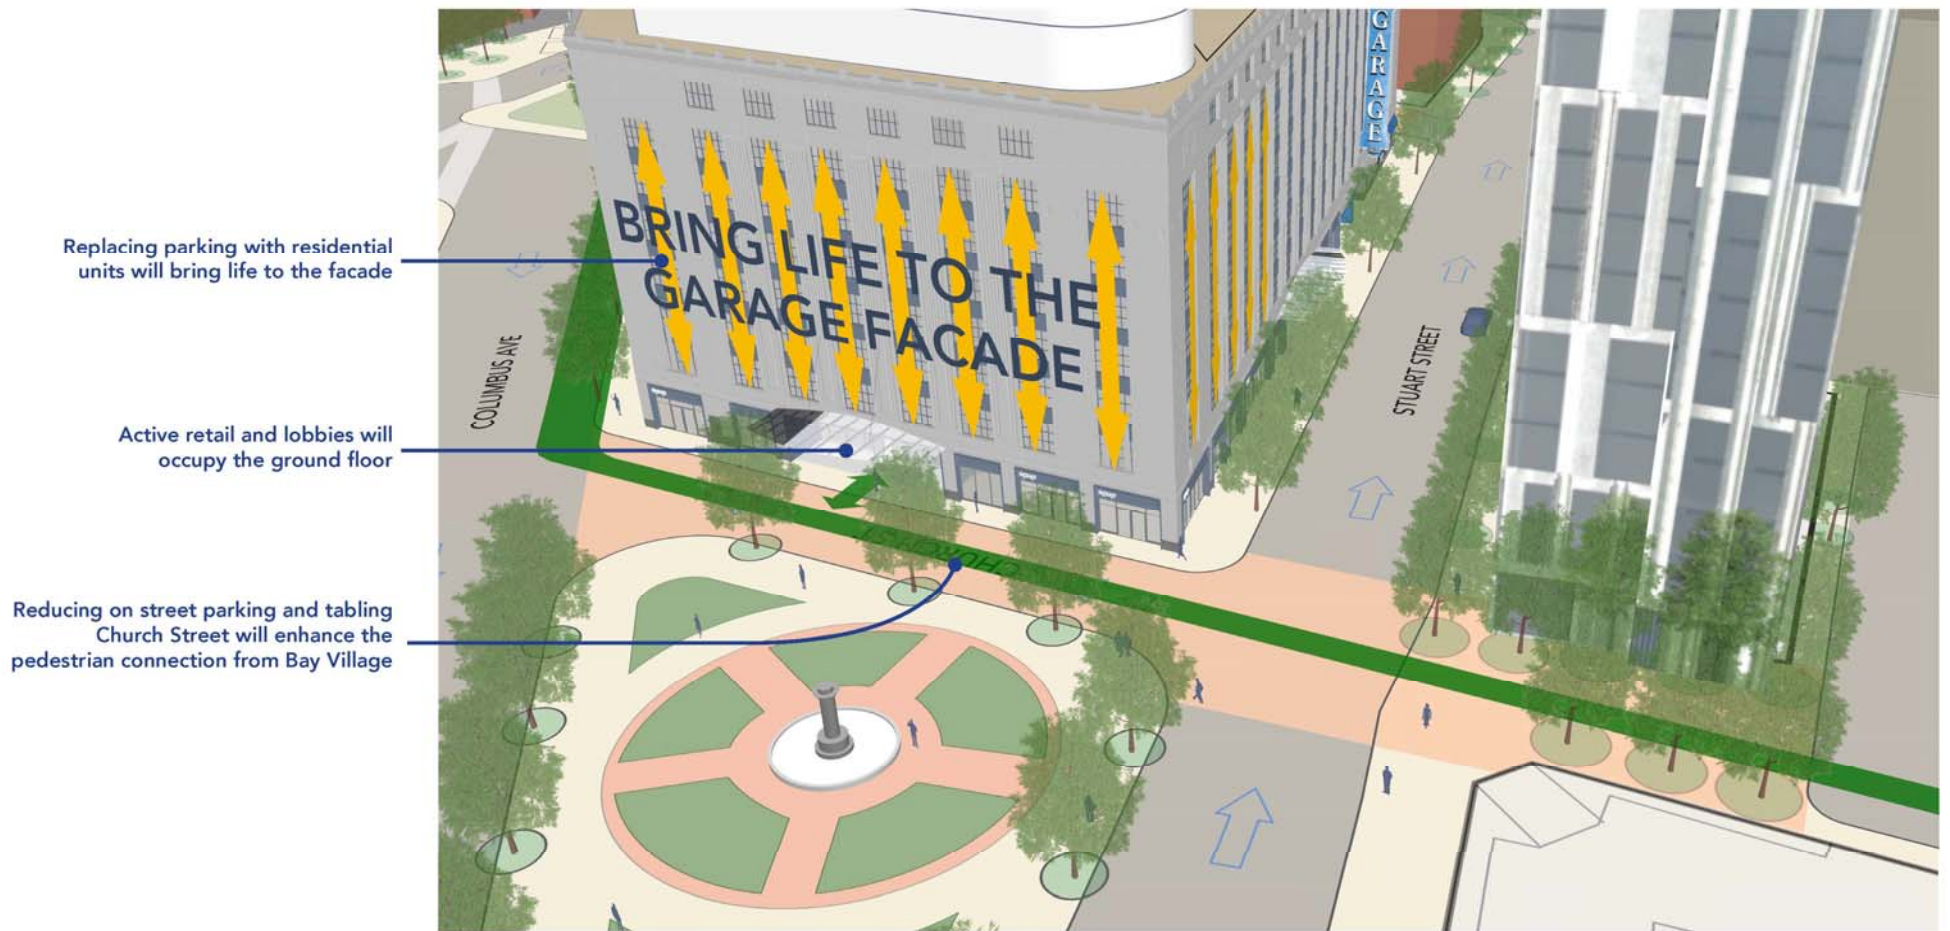 Replacing parking with residential
units will bring life to the facade
Active retail and lobbies will
occupy the ground floor
Reducing on street parking and tabling
Church Street will enhance the
pedestrian connection from Bay Village
GARAGE
BRING LIFE TO THE
GARAGE FACADE
COLUMBUS AVE
STUART STREET
CHURCH ST